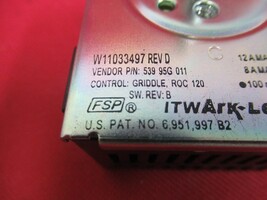 W11033497 REV D
VENDOR P/N: 539 95G 011
CONTROL: GRIDDLE, ROC 120
SW. REV: B
FSP ®
ITWArk-Le
U.S. PAT. NO. 6,951,997 B2
12AMA
8AMA